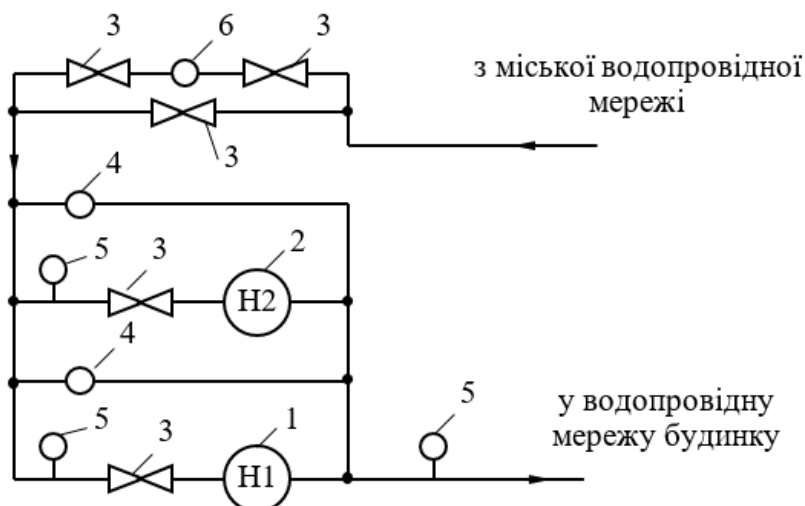 3 6 3
з міської водопровідної
мережі
3
4
5 3 2
Н2
4
5 3 1 5
у водопровідну
мережу будинку
Н1